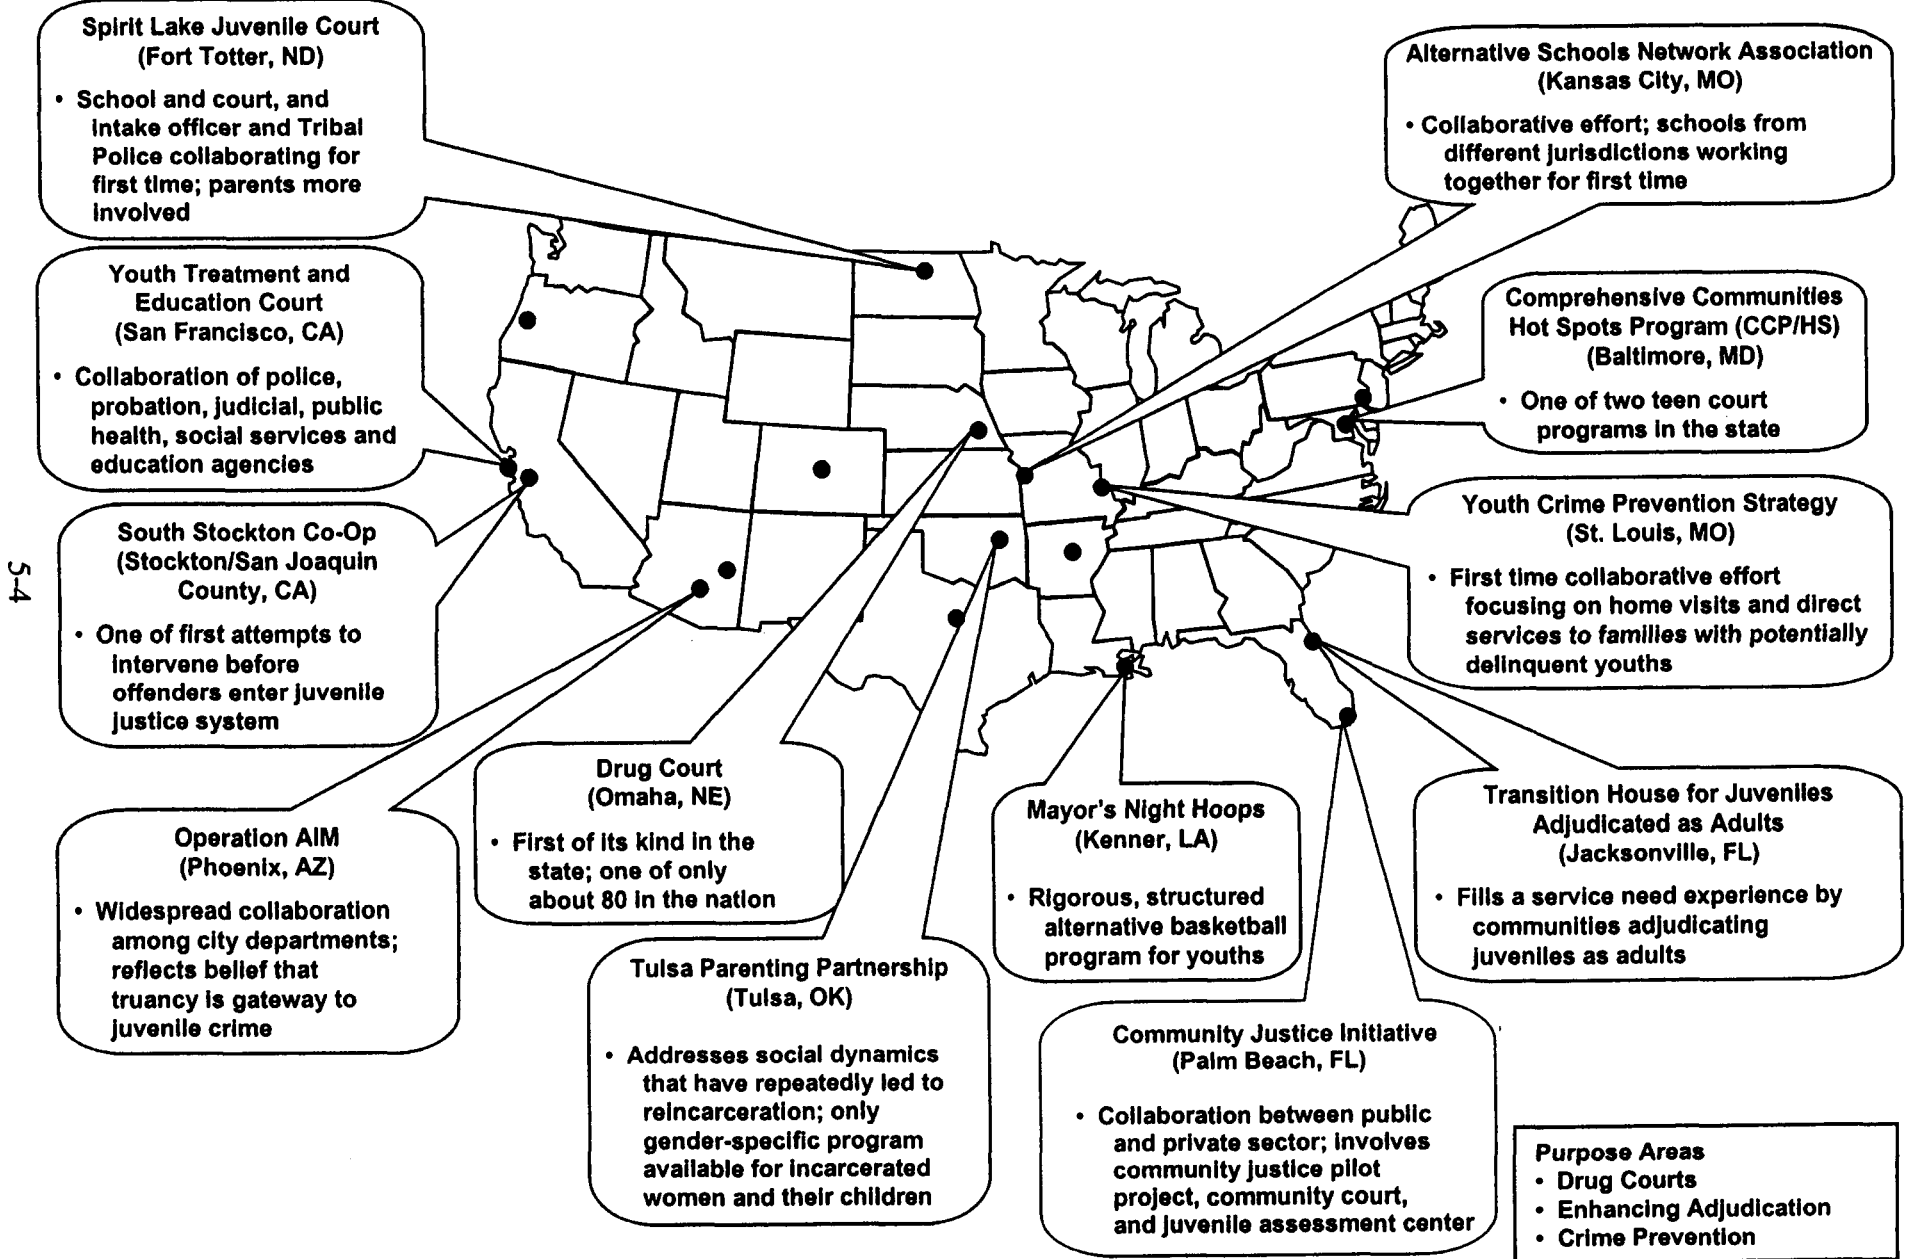 Spirit Lake Juvenile Court
(Fort Totter, ND)
• School and court, and
intake officer and Tribal
Police collaborating for
first time; parents more
involved
Alternative Schools Network Association
(Kansas City, MO)
• Collaborative effort; schools from
different jurisdictions working
together for first time
Youth Treatment and
Education Court
(San Francisco, CA)
• Collaboration of police,
probation, judicial, public
health, social services and
education agencies
Comprehensive Communities
Hot Spots Program (CCP/HS)
(Baltimore, MD)
• One of two teen court
programs in the state
South Stockton Co-Op
(Stockton/San Joaquin
County, CA)
• One of first attempts to
intervene before
offenders enter juvenile
justice system
Youth Crime Prevention Strategy
(St. Louis, MO)
• First time collaborative effort
focusing on home visits and direct
services to families with potentially
delinquent youths
5-4
Operation AIM
(Phoenix, AZ)
• Widespread collaboration
among city departments;
reflects belief that
truancy is gateway to
juvenile crime
Drug Court
(Omaha, NE)
• First of its kind in the
state; one of only
about 80 in the nation
Tulsa Parenting Partnership
(Tulsa, OK)
• Addresses social dynamics
that have repeatedly led to
reincarceration; only
gender-specific program
available for incarcerated
women and their children
Mayor's Night Hoops
(Kenner, LA)
• Rigorous, structured
alternative basketball
program for youths
Transition House for Juveniles
Adjudicated as Adults
(Jacksonville, FL)
• Fills a service need experience by
communities adjudicating
juveniles as adults
Community Justice Initiative
(Palm Beach, FL)
• Collaboration between public
and private sector; involves
community justice pilot
project, community court,
and juvenile assessment center
Purpose Areas
• Drug Courts
• Enhancing Adjudication
• Crime Prevention